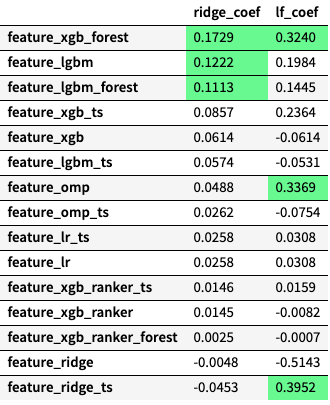 ridge_coef lf_coef
feature_xgb_forest 0.1729 0.3240
feature_lgbm 0.1222 0.1984
feature_lgbm_forest 0.1113 0.1445
feature_xgb_ts 0.0857 0.2364
feature_xgb 0.0614 -0.0614
feature_lgbm_ts 0.0574 -0.0531
feature_omp 0.0488 0.3369
feature_omp_ts 0.0262 -0.0754
feature_lr_ts 0.0258 0.0308
feature_lr 0.0258 0.0308
feature_xgb_ranker_ts 0.0146 0.0159
feature_xgb_ranker 0.0145 -0.0082
feature_xgb_ranker_forest 0.0025 -0.0007
feature_ridge -0.0048 -0.5143
feature_ridge_ts -0.0453 0.3952